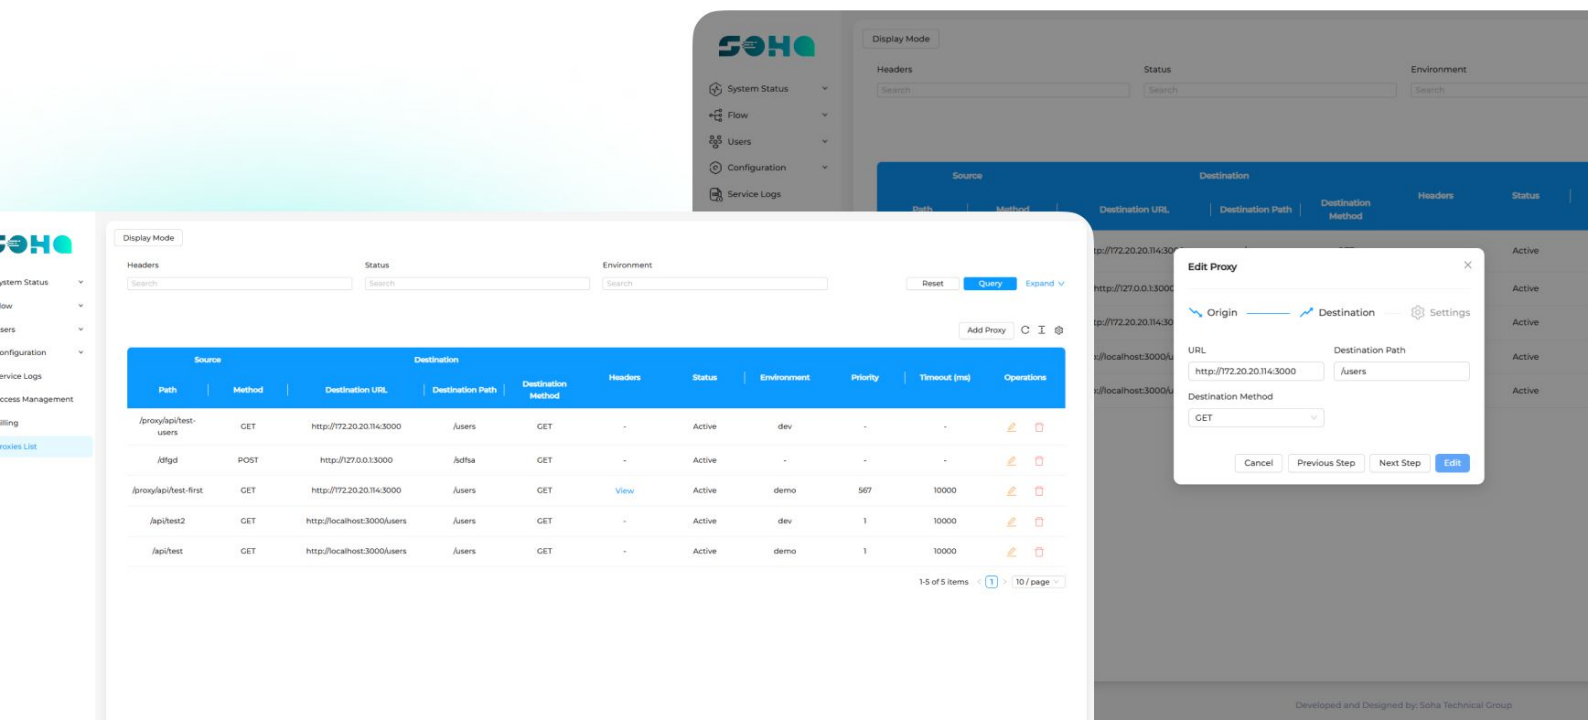 SOHA
Display Mode
Headers Status Environment
Search Search Search
System Status
Flow
Users
Configuration
Service Logs
Source Destination
Path Method Destination URL Destination Path Destination Method Headers Status
http://127.0.0.1:3000
Active
Active
Active
Active
Active
Edit Proxy
Origin Destination Settings
URL Destination Path
http://172.20.20.114:3000 /users
Destination Method
GET
Cancel Previous Step Next Step Edit
Developed and Designed by: Soha Technical Group
SOHA
Status
Configuration
Logs
Management
List
Display Mode
Headers Status Environment
Search Search Search
Reset Query Expand
Add Proxy
Source Destination
Path Method Destination URL Destination Path Destination Method Headers Status Environment Priority Timeout (ms) Operations
/proxy/api/test-users GET http://172.20.20.114:3000 /users GET - Active dev - -
/dfgd POST http://127.0.0.1:3000 /sdfsa GET - Active - - -
/proxy/api/test-first GET http://172.20.20.114:3000 /users GET View Active demo 567 10000
/api/test2 GET http://localhost:3000/users /users GET - Active dev 1 10000
/api/test GET http://localhost:3000/users /users GET - Active demo 1 10000
1-5 of 5 items < 1 > 10 / page